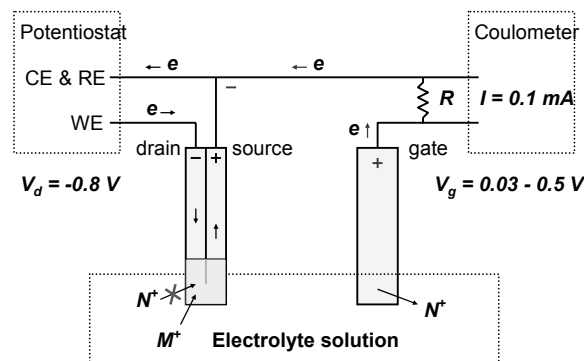 Potentiostat
Coulometer
CE & RE
← e
← e
–
R
I = 0.1 mA
WE
e →
e ↑
drain
source
gate
–
+
+
V_d = -0.8 V
V_g = 0.03 - 0.5 V
N⁺
N⁺
M⁺
Electrolyte solution